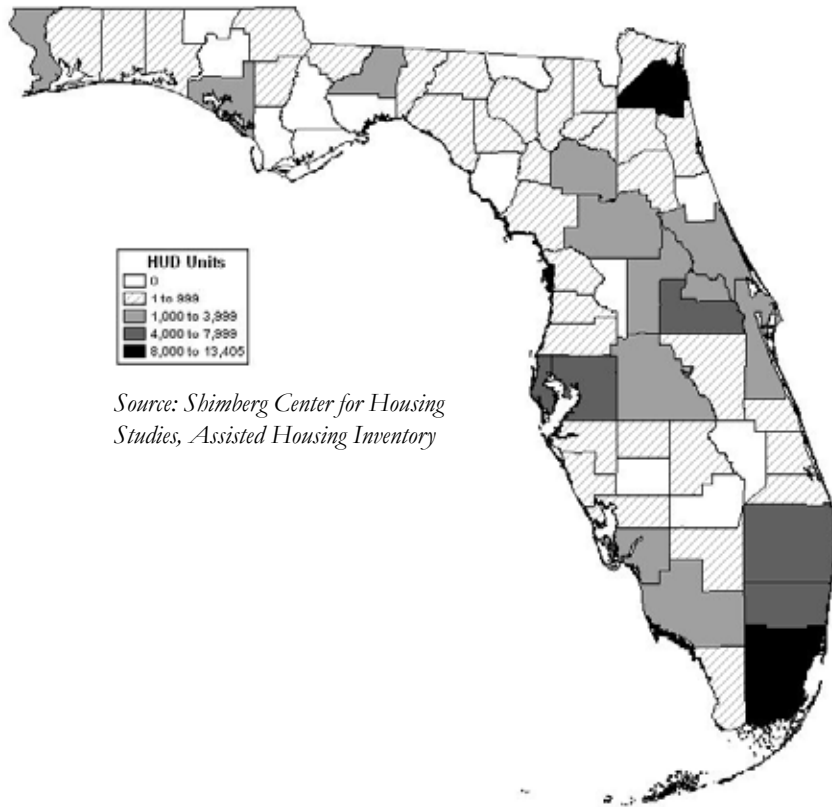 HUD Units
0
1 to 999
1,000 to 3,999
4,000 to 7,999
8,000 to 13,405
Source: Shimberg Center for Housing
Studies, Assisted Housing Inventory